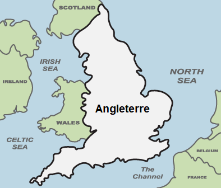 SCOTLAND
IRISH
SEA
NORTH
SEA
IRELAND
Angleterre
WALES
CELTIC
SEA
The
Channel
BELGIUM
FRANCE